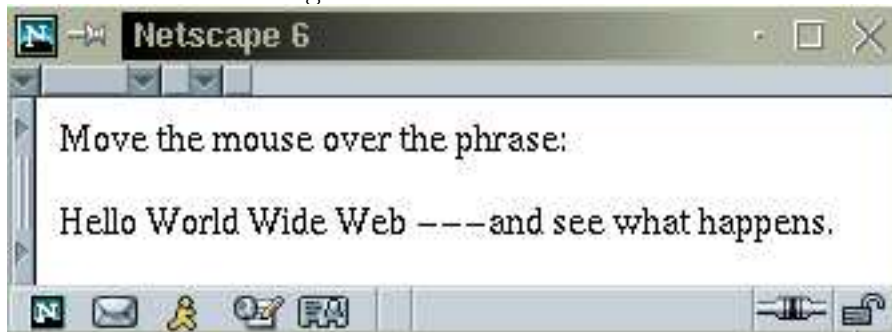 Netscape 6
Move the mouse over the phrase:
Hello World Wide Web ---and see what happens.